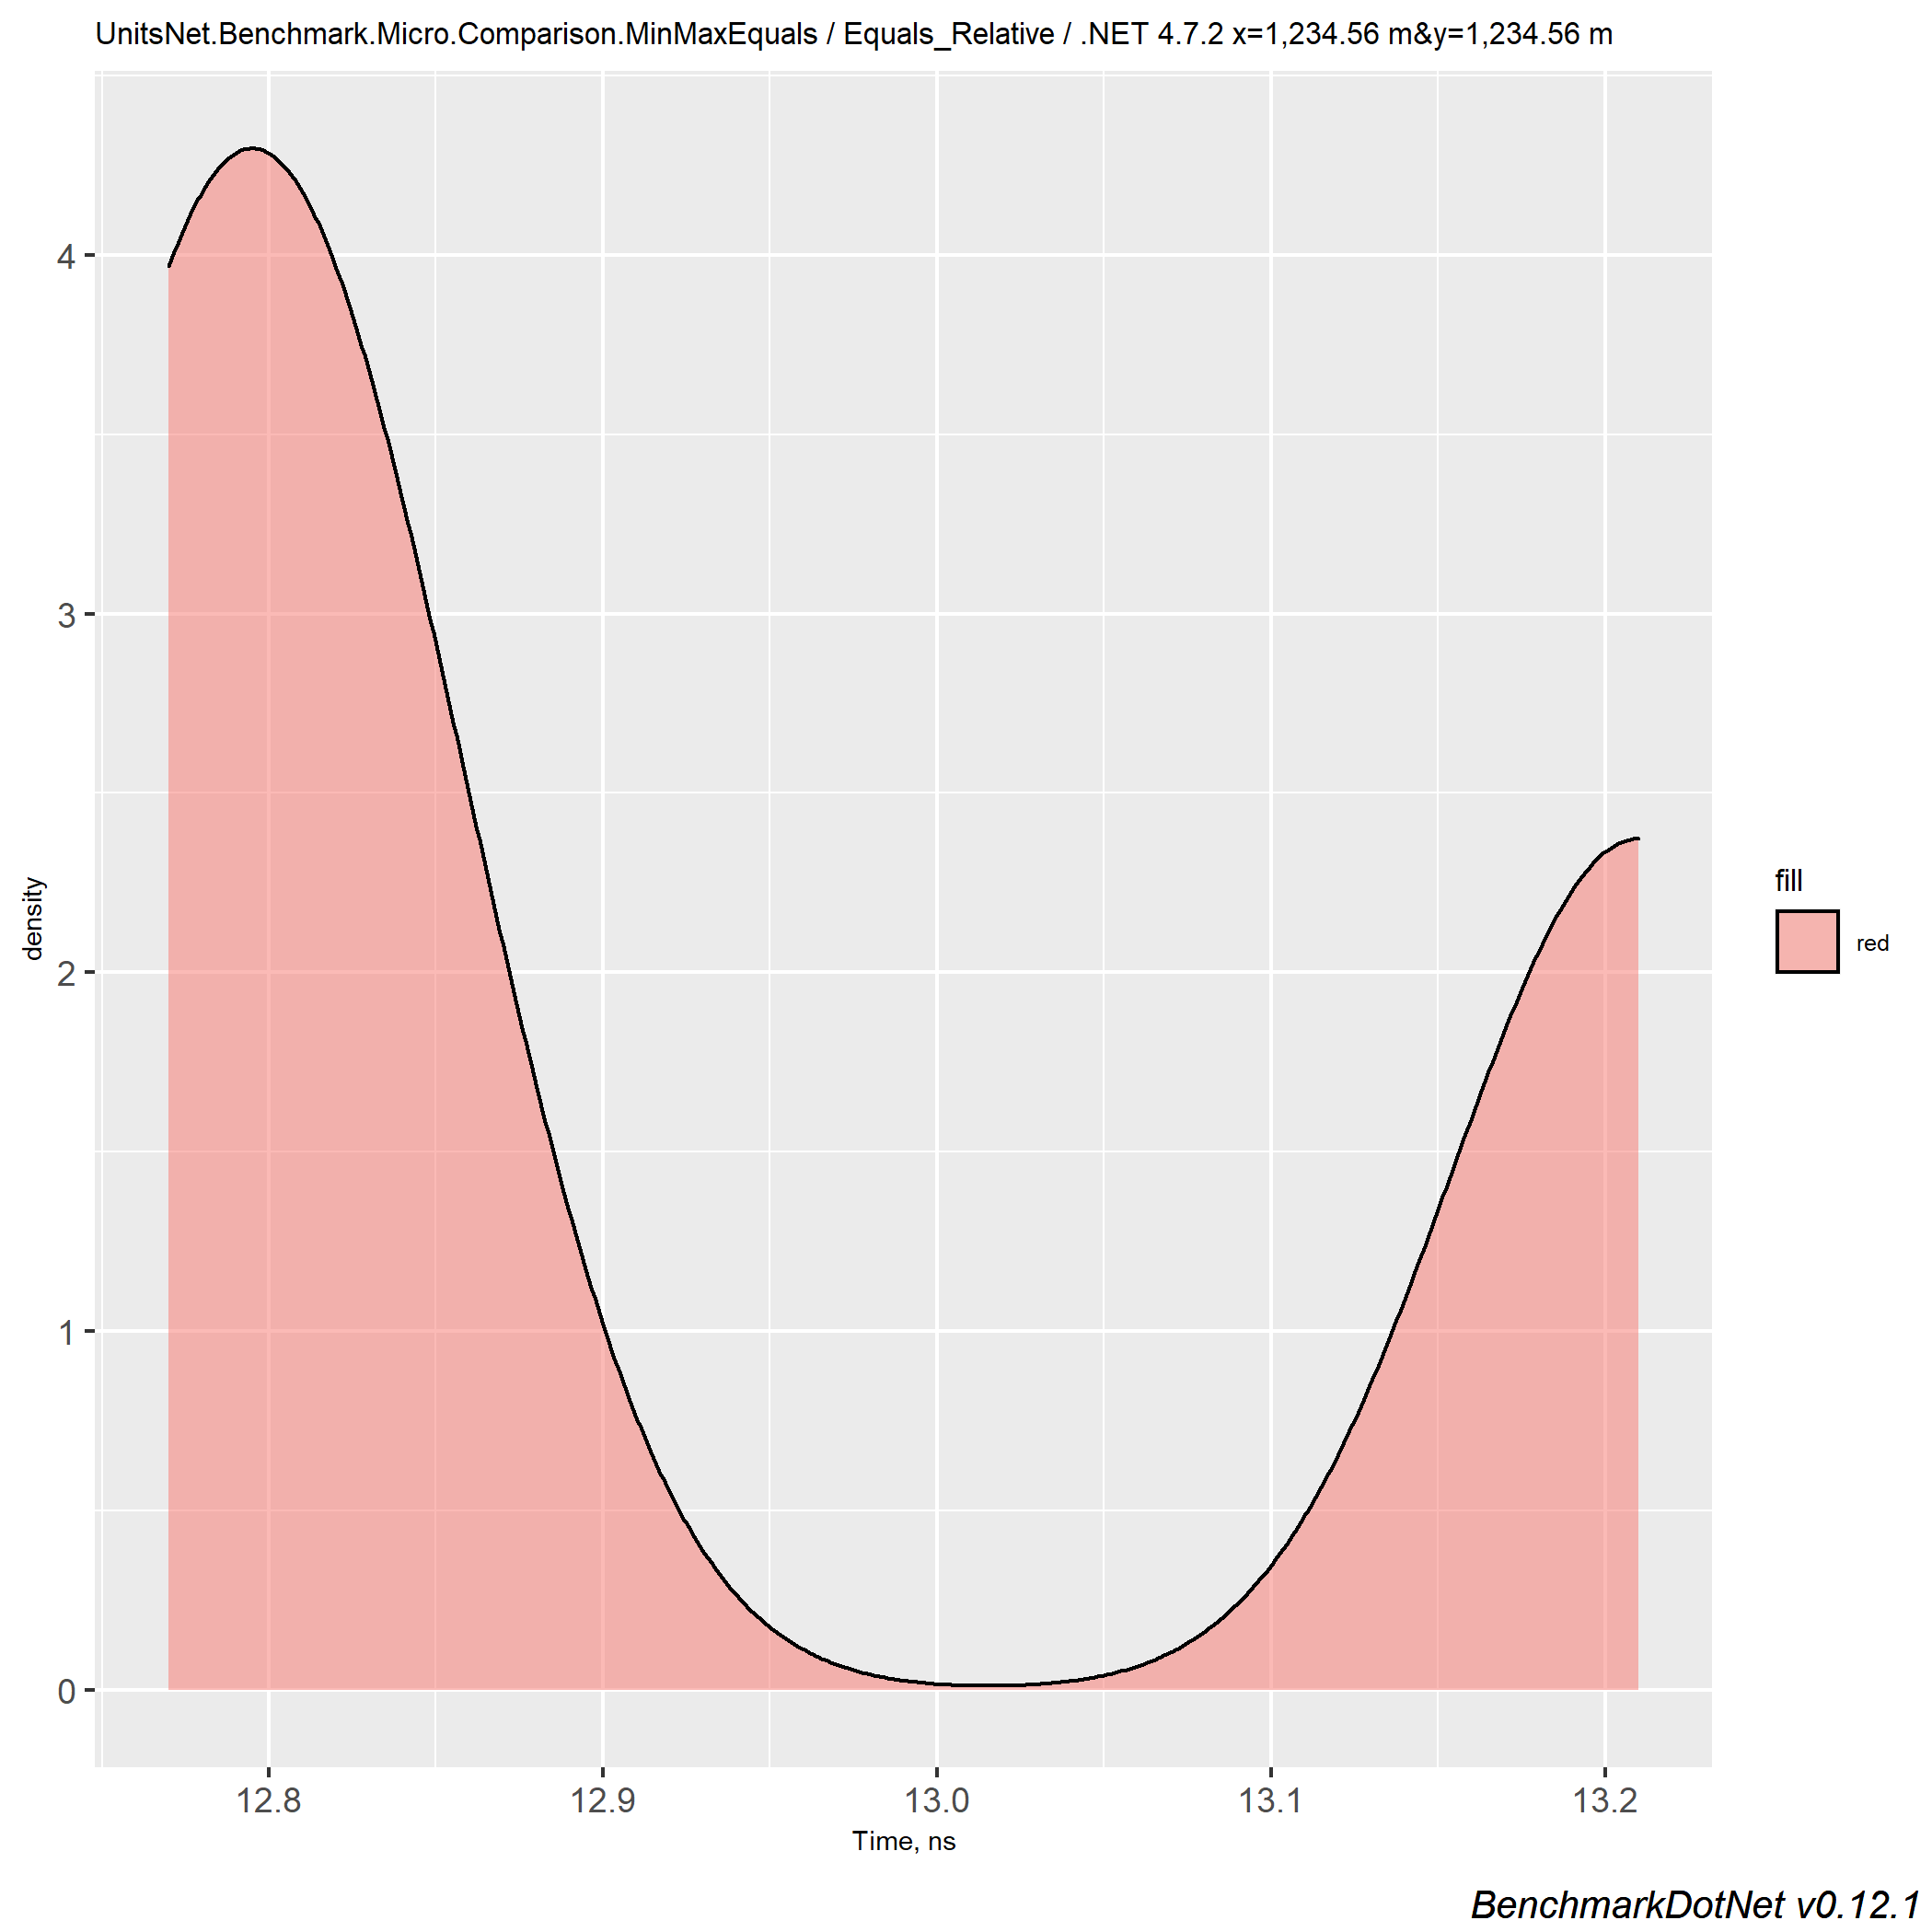 UnitsNet.Benchmark.Micro.Comparison.MinMaxEquals / Equals_Relative / .NET 4.7.2 x=1,234.56 m&y=1,234.56 m
4
3
2
1
0
density
12.8 12.9 13.0 13.1 13.2
Time, ns
fill
red
BenchmarkDotNet v0.12.1